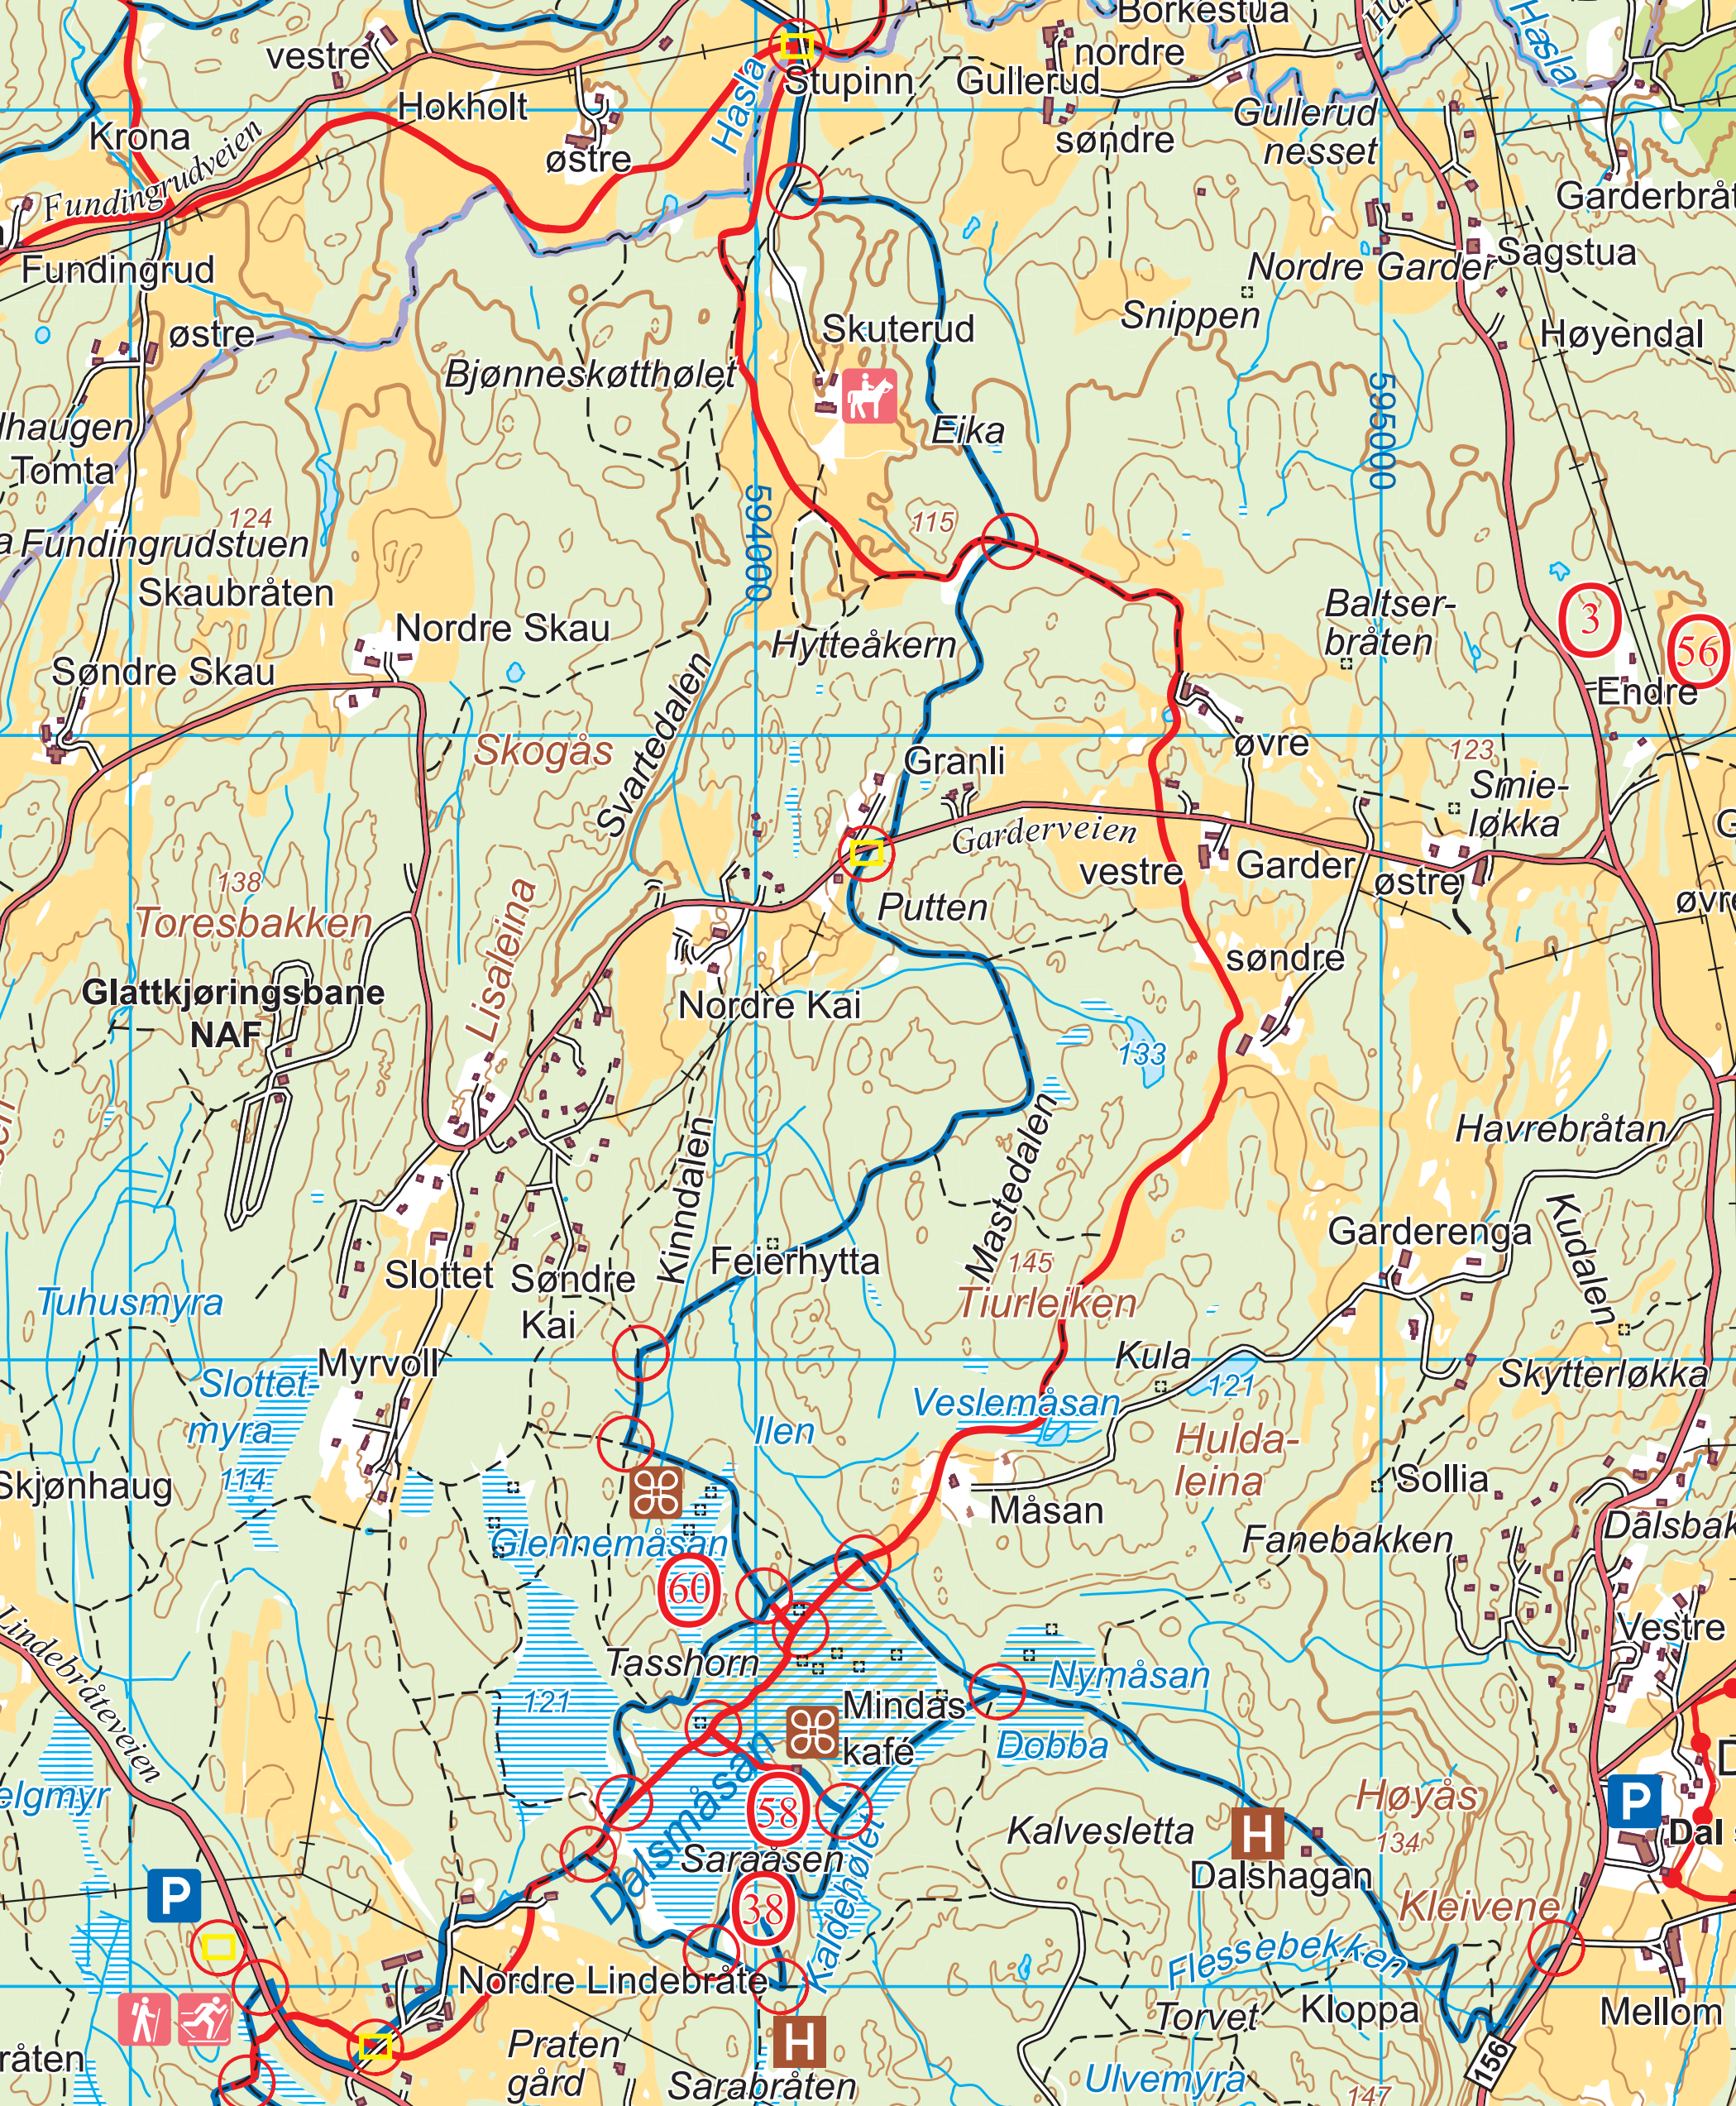 Borkestua
vestre
nordre
Hasla
Stupinn
Gullerud
Hasla
Hokholt
Gullerud
nesset
Krona
østre
søndre
Fundingrudveien
Garderbråt
Fundingrud
Sagstua
Nordre Garder
Snippen
østre
Skuterud
Høyendal
Bjønneskøtthølet
595000
lhaugen
Eika
Tomta
594000
124
115
Fundingrudstuen
Skaubråten
3
Baltser-
bråten
Nordre Skau
Hytteåkern
56
Søndre Skau
Endre
Svartedalen
Skogås
øvre
123
Granli
Smie-
løkka
Garderveien
138
vestre
Garder
østre
Toresbakken
Putten
øvre
Lisaleina
søndre
Glattkjøringsbane
NAF
Nordre Kai
133
Mastedalen
Havrebråtan
Kinndalen
Kudalen
Garderenga
Feierhytta
145
Slottet
Søndre
Kai
Tuhusmyra
Tiurleiken
Kula
Myrvoll
Slottet-
myra
114
Skytterløkka
121
Veslemåsan
Ilen
Hulda-
leina
Skjønhaug
Sollia
Måsan
Dalsbak
Glennemåsan
Fanebakken
60
Lindebråteveien
Vestre
Tasshorn
Nymåsan
121
Mindas
kafé
Dobba
elgmyr
Dalsmåsan
58
Høyås
P
Kalvesletta
H
134
Dal s
Saraåsen
Dalshagan
P
Kaldehølet
38
Kleivene
Flessebekken
Nordre Lindebråte
Torvet
Kloppa
Mellom
H
Praten
gård
råten
Sarabråten
Ulvemyra
156
147